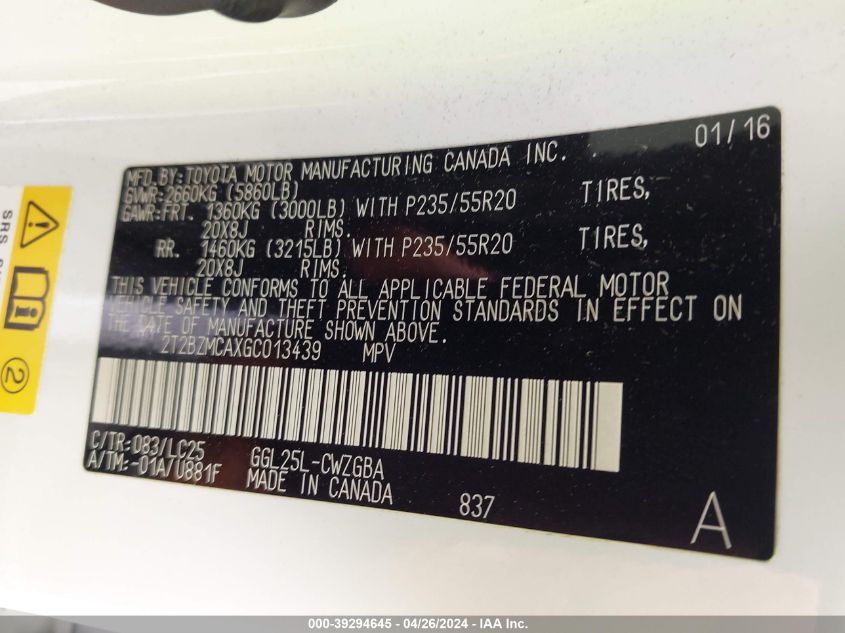 MFD.BY:TOYOTA MOTOR MANUFACTURING CANADA INC. 01/16
GVWR:2660KG (5860LB)
GAWR:FRT. 1360KG (3000LB) WITH P235/55R20 TIRES,
20X8J RIMS.
RR. 1460KG (3215LB) WITH P235/55R20 TIRES,
20X8J RIMS.
THIS VEHICLE CONFORMS TO ALL APPLICABLE FEDERAL MOTOR
VEHICLE SAFETY AND THEFT PREVENTION STANDARDS IN EFFECT ON
THE DATE OF MANUFACTURE SHOWN ABOVE.
2T2BZMCAXGC013439 MPV
C/TR:083/LC25 GGL25L-CWZGBA
A/TM:-01A/U881F MADE IN CANADA 837
A
SRS
2
000-39294645 / 04/26/2024 - IAA Inc.